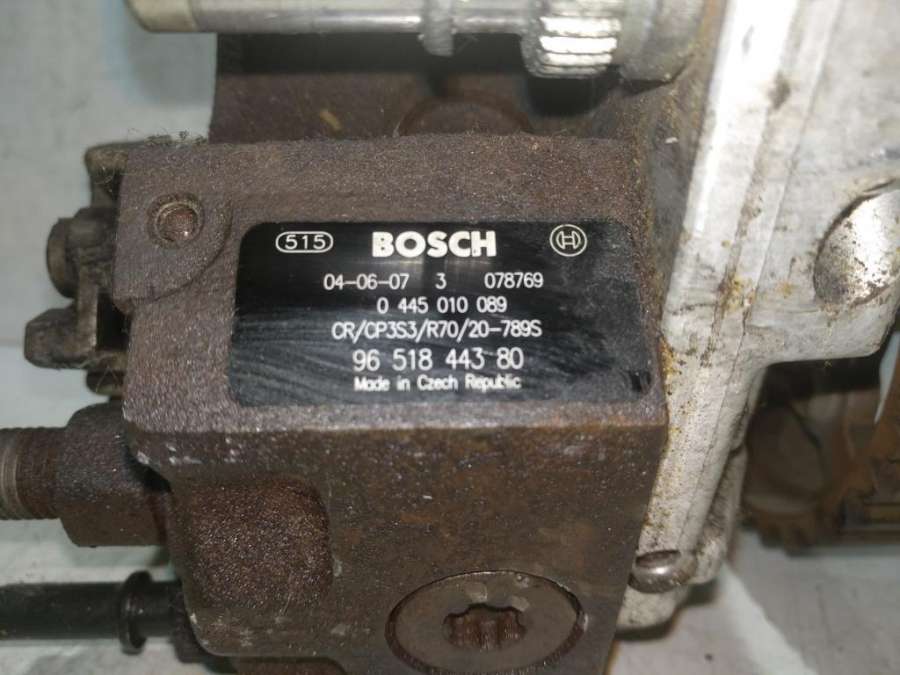 515 BOSCH
04-06-07 3 078769
0 445 010 089
CR/CP3S3/R70/20-789S
96 518 443 80
Made in Czech Republic